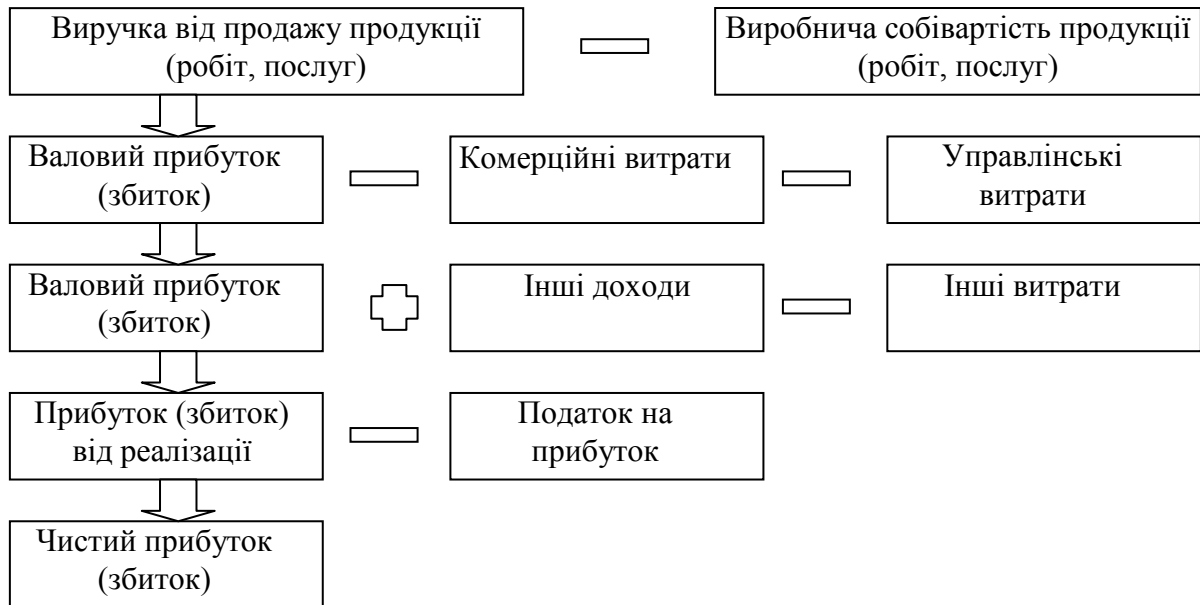 Виручка від продажу продукції
(робіт, послуг)
Виробнича собівартість продукції
(робіт, послуг)
Валовий прибуток
(збиток)
Комерційні витрати
Управлінські
витрати
Валовий прибуток
(збиток)
Інші доходи
Інші витрати
Прибуток (збиток)
від реалізації
Податок на
прибуток
Чистий прибуток
(збиток)